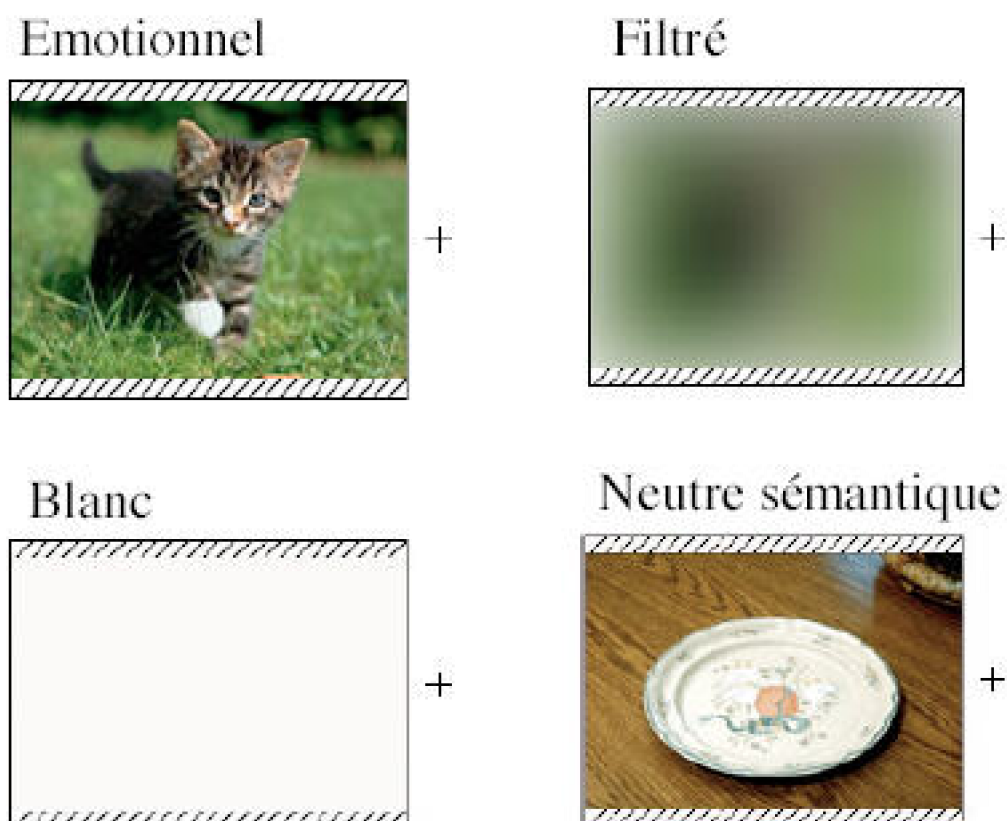 Emotionnel
Filtré
+
+
Blanc
Neutre sémantique
+
+